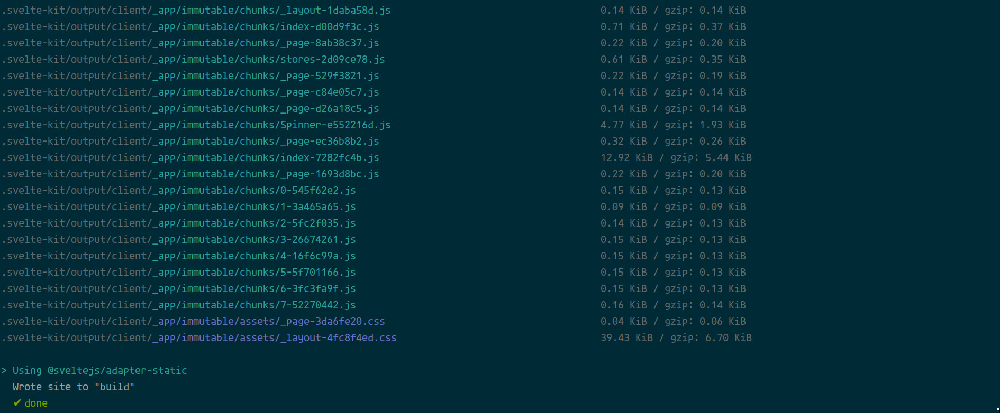 .svelte-kit/output/client/_app/immutable/chunks/_layout-1daba58d.js 0.14 KiB / gzip: 0.14 KiB
.svelte-kit/output/client/_app/immutable/chunks/index-d00d9f3c.js 0.71 KiB / gzip: 0.37 KiB
.svelte-kit/output/client/_app/immutable/chunks/_page-8ab38c37.js 0.22 KiB / gzip: 0.20 KiB
.svelte-kit/output/client/_app/immutable/chunks/stores-2d09ce78.js 0.61 KiB / gzip: 0.35 KiB
.svelte-kit/output/client/_app/immutable/chunks/_page-529f3821.js 0.22 KiB / gzip: 0.19 KiB
.svelte-kit/output/client/_app/immutable/chunks/_page-c84e05c7.js 0.14 KiB / gzip: 0.14 KiB
.svelte-kit/output/client/_app/immutable/chunks/_page-d26a18c5.js 0.14 KiB / gzip: 0.14 KiB
.svelte-kit/output/client/_app/immutable/chunks/Spinner-e552216d.js 4.77 KiB / gzip: 1.93 KiB
.svelte-kit/output/client/_app/immutable/chunks/_page-ec36b8b2.js 0.32 KiB / gzip: 0.26 KiB
.svelte-kit/output/client/_app/immutable/chunks/index-7282fc4b.js 12.92 KiB / gzip: 5.44 KiB
.svelte-kit/output/client/_app/immutable/chunks/_page-1693d8bc.js 0.22 KiB / gzip: 0.20 KiB
.svelte-kit/output/client/_app/immutable/chunks/0-545f62e2.js 0.15 KiB / gzip: 0.13 KiB
.svelte-kit/output/client/_app/immutable/chunks/1-3a465a65.js 0.09 KiB / gzip: 0.09 KiB
.svelte-kit/output/client/_app/immutable/chunks/2-5fc2f035.js 0.14 KiB / gzip: 0.13 KiB
.svelte-kit/output/client/_app/immutable/chunks/3-26674261.js 0.15 KiB / gzip: 0.13 KiB
.svelte-kit/output/client/_app/immutable/chunks/4-16f6c99a.js 0.15 KiB / gzip: 0.13 KiB
.svelte-kit/output/client/_app/immutable/chunks/5-5f701166.js 0.15 KiB / gzip: 0.13 KiB
.svelte-kit/output/client/_app/immutable/chunks/6-3fc3fa9f.js 0.15 KiB / gzip: 0.13 KiB
.svelte-kit/output/client/_app/immutable/chunks/7-52270442.js 0.16 KiB / gzip: 0.14 KiB
.svelte-kit/output/client/_app/immutable/assets/_page-3da6fe20.css 0.04 KiB / gzip: 0.06 KiB
.svelte-kit/output/client/_app/immutable/assets/_layout-4fc8f4ed.css 39.43 KiB / gzip: 6.70 KiB
> Using @sveltejs/adapter-static
Wrote site to "build"
✔ done